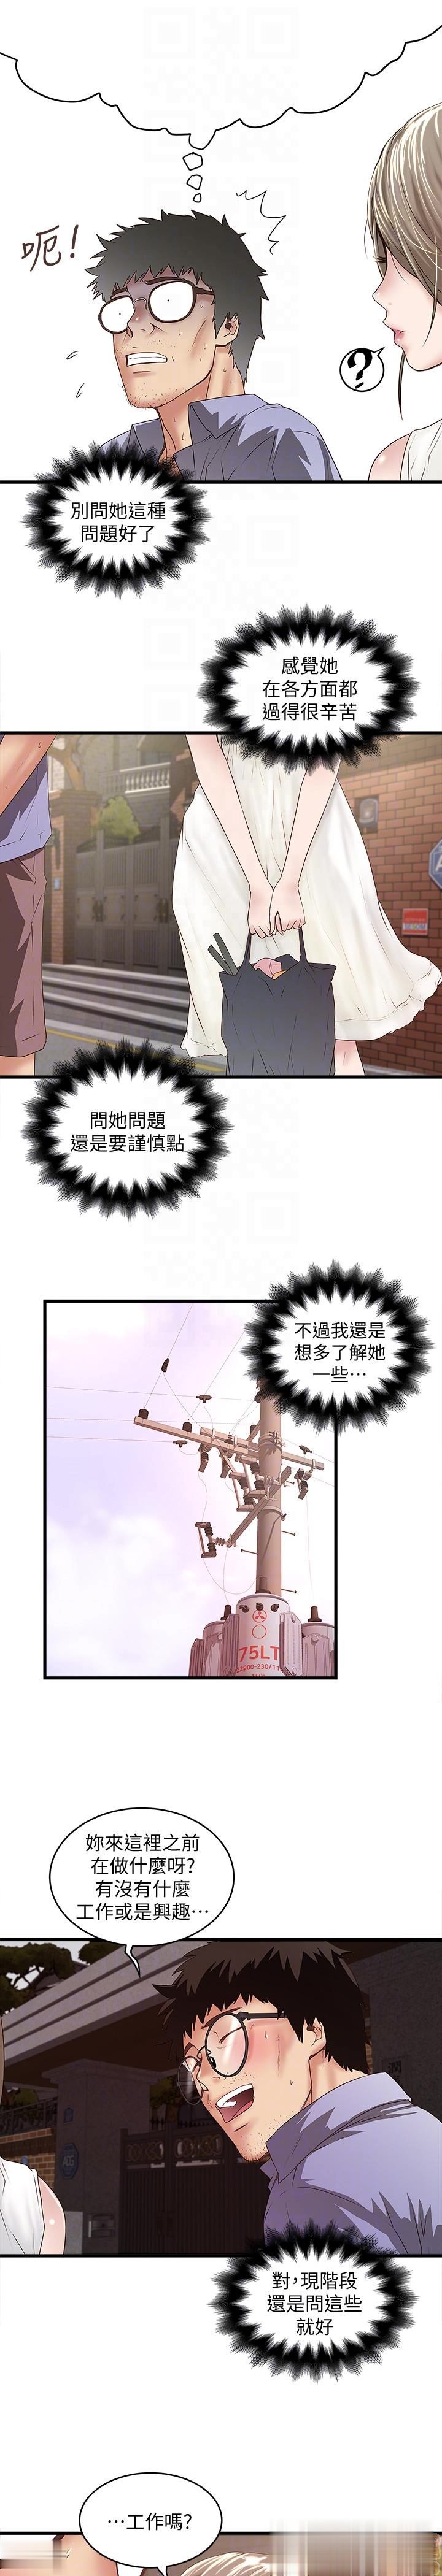 呃!
?
別問她這種
問題好了
感覺她
在各方面都
過得很辛苦
問她問題
還是要謹慎點
不過我還是
想多了解她
一些…
75LT
22900-230/11
妳來這裡之前
在做什麼呀?
有沒有什麼
工作或是興趣…
對,現階段
還是問這些
就好
…工作嗎?